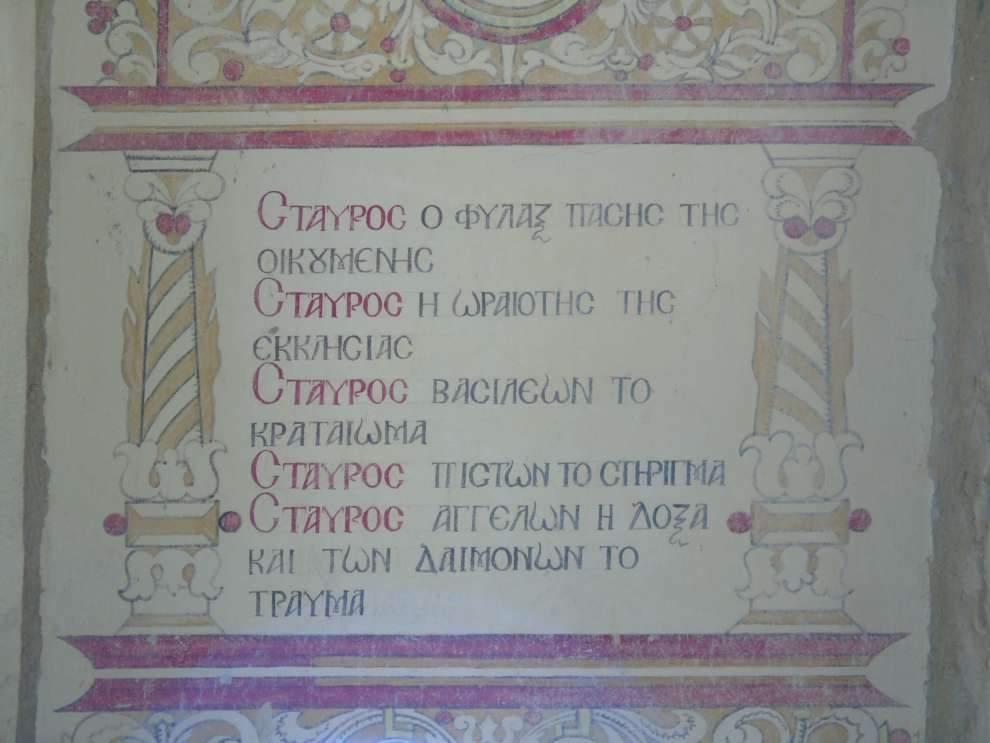 Σταυρος ο φυλαξ πασης της
οικȣμενης
Σταυρος η ωραιοτης της
εκκλησιας
Σταυρος βασιλεων το
κραταιωμα
Σταυρος πιστων το στηριγμα
Σταυρος αγγελων η δοξα
και των δαιμονων το
τραυμα